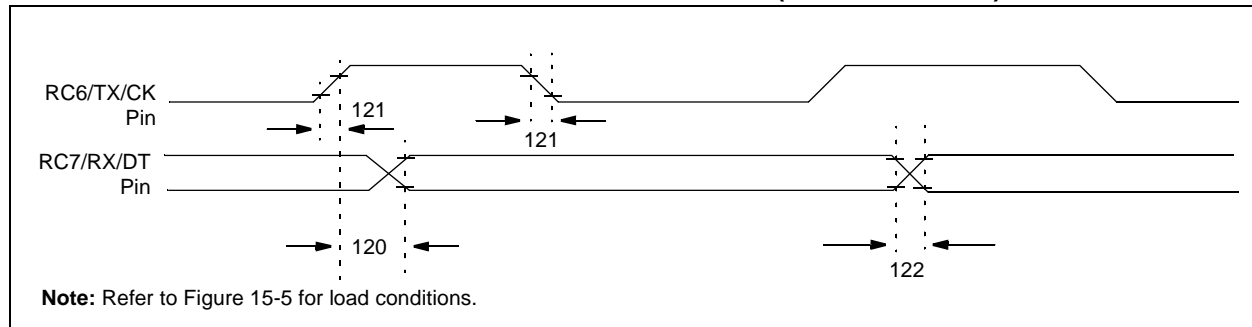 RC6/TX/CK
Pin
121
121
RC7/RX/DT
Pin
120
122
Note: Refer to Figure 15-5 for load conditions.